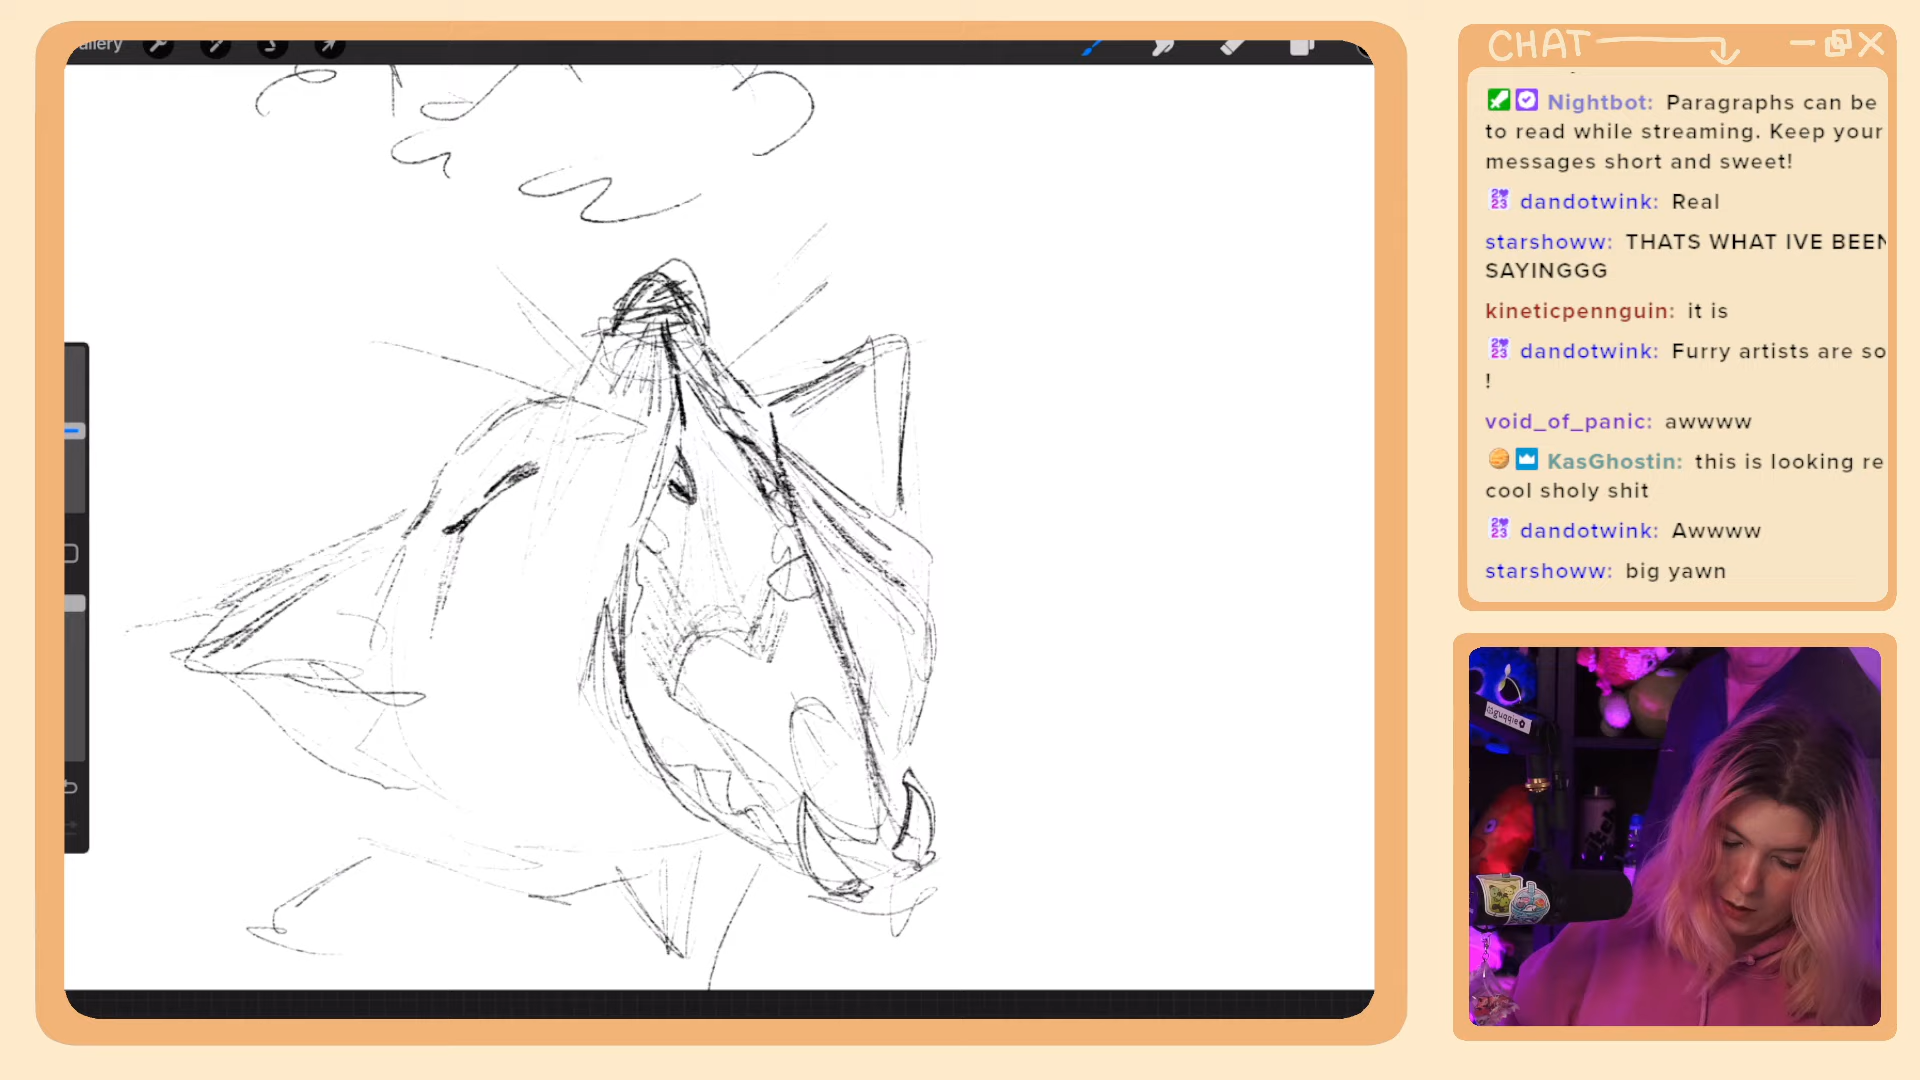 allery
CHAT
Nightbot: Paragraphs can be
to read while streaming. Keep your
messages short and sweet!
dandotwink: Real
starshoww: THATS WHAT IVE BEEN
SAYINGGG
kineticpennguin: it is
dandotwink: Furry artists are so
!
void_of_panic: awwww
KasGhostin: this is looking re
cool sholy shit
dandotwink: Awwww
starshoww: big yawn